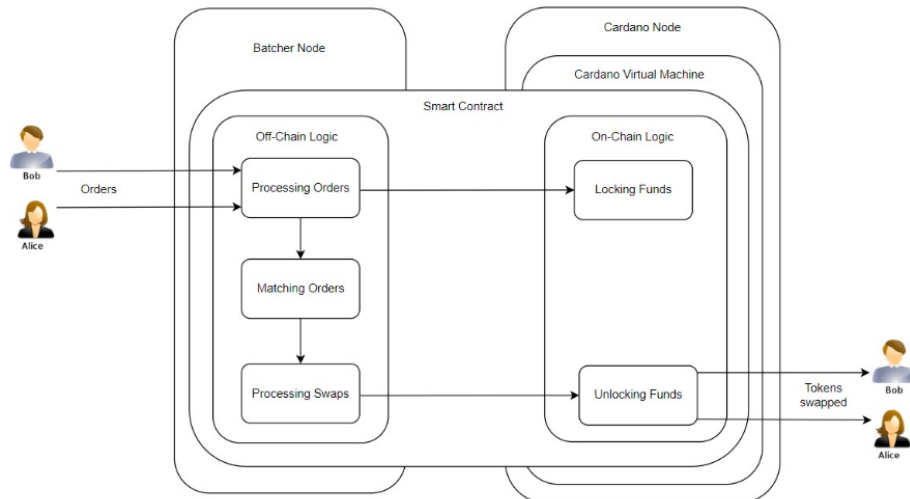 Batcher Node
Cardano Node
Cardano Virtual Machine
Smart Contract
Off-Chain Logic
On-Chain Logic
Bob
Orders
Alice
Processing Orders
Locking Funds
Matching Orders
Processing Swaps
Unlocking Funds
Bob
Tokens
swapped
Alice